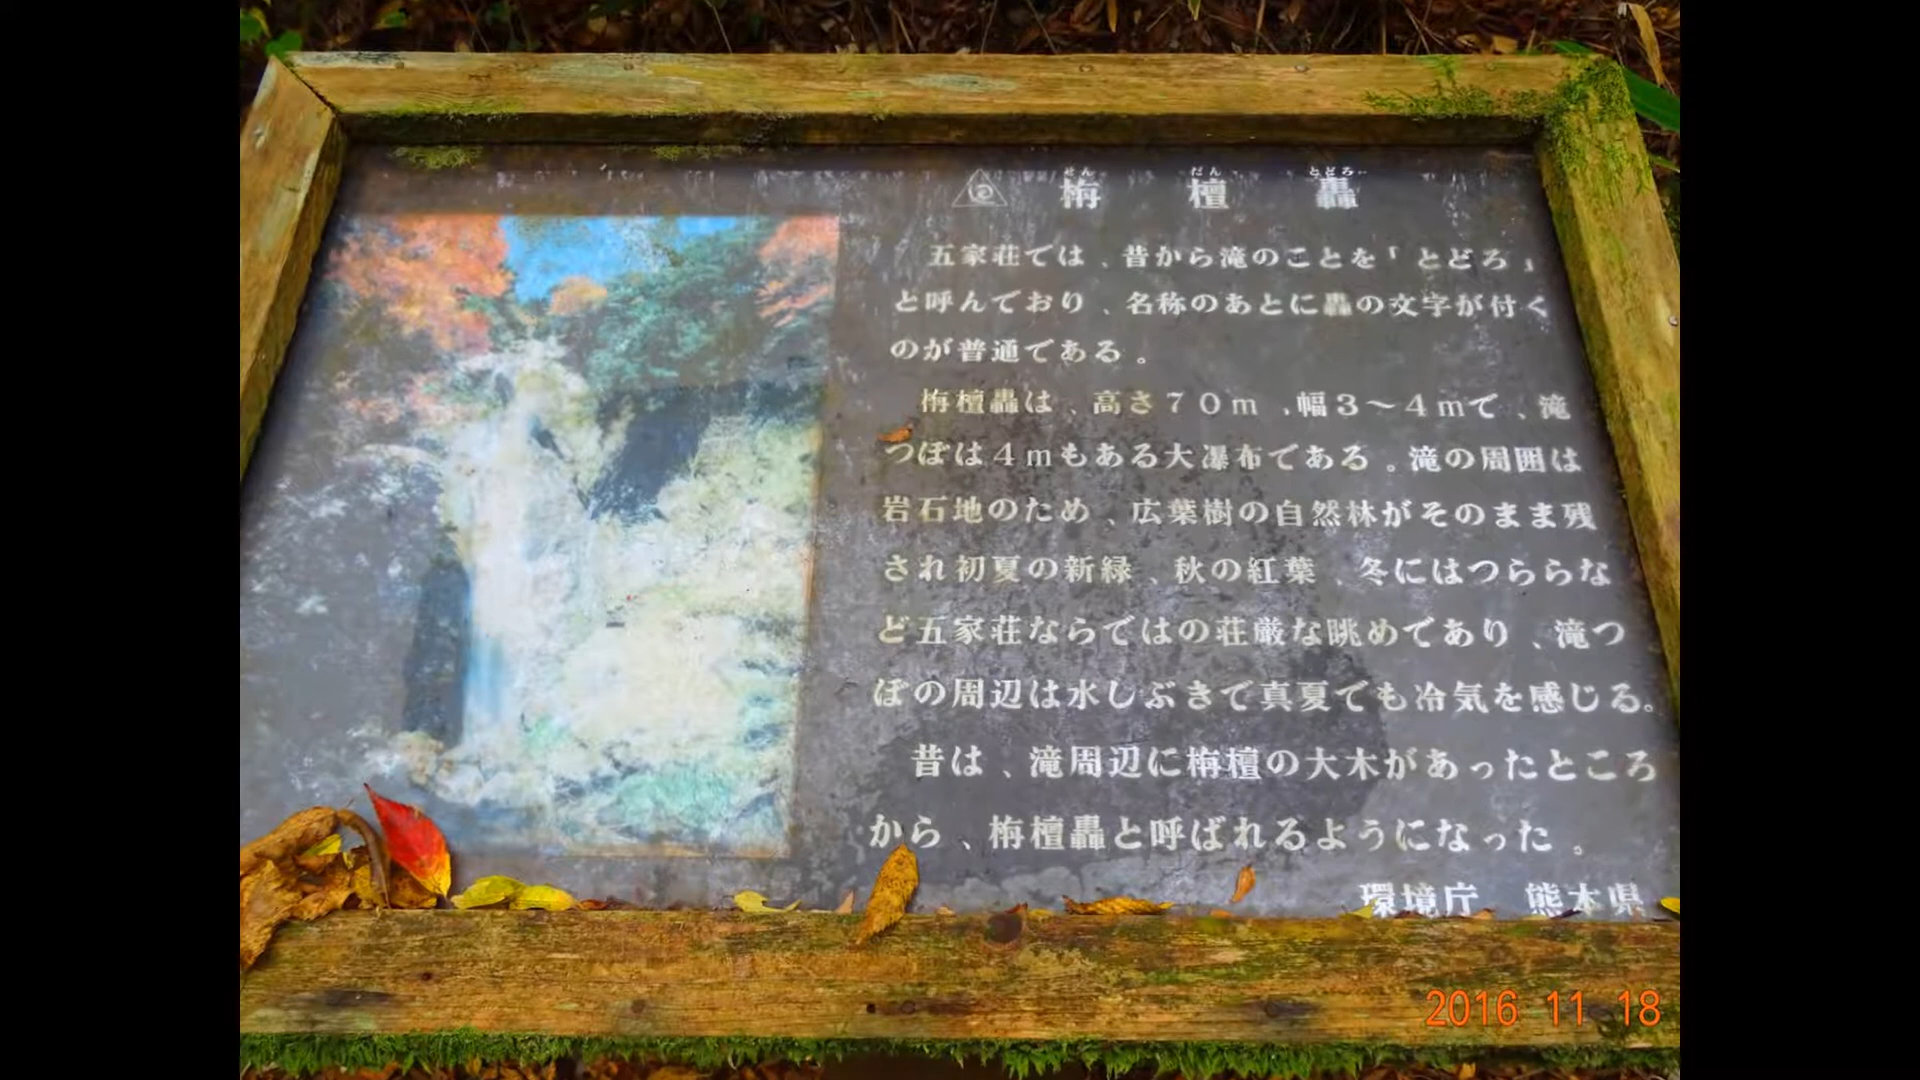 せん だん とどろ
栴 檀 轟
五家荘では、昔から滝のことを「とどろ」
と呼んでおり、名称のあとに轟の文字が付く
のが普通である。
栴檀轟は、高さ70m、幅3~4mで、滝
つぼは4mもある大瀑布である。滝の周囲は
岩石地のため、広葉樹の自然林がそのまま残
され初夏の新緑、秋の紅葉、冬にはつららな
ど五家荘ならではの荘厳な眺めであり、滝つ
ぼの周辺は水しぶきで真夏でも冷気を感じる。
昔は、滝周辺に栴檀の大木があったところ
から、栴檀轟と呼ばれるようになった。
環境庁 熊本県
2016 11 18